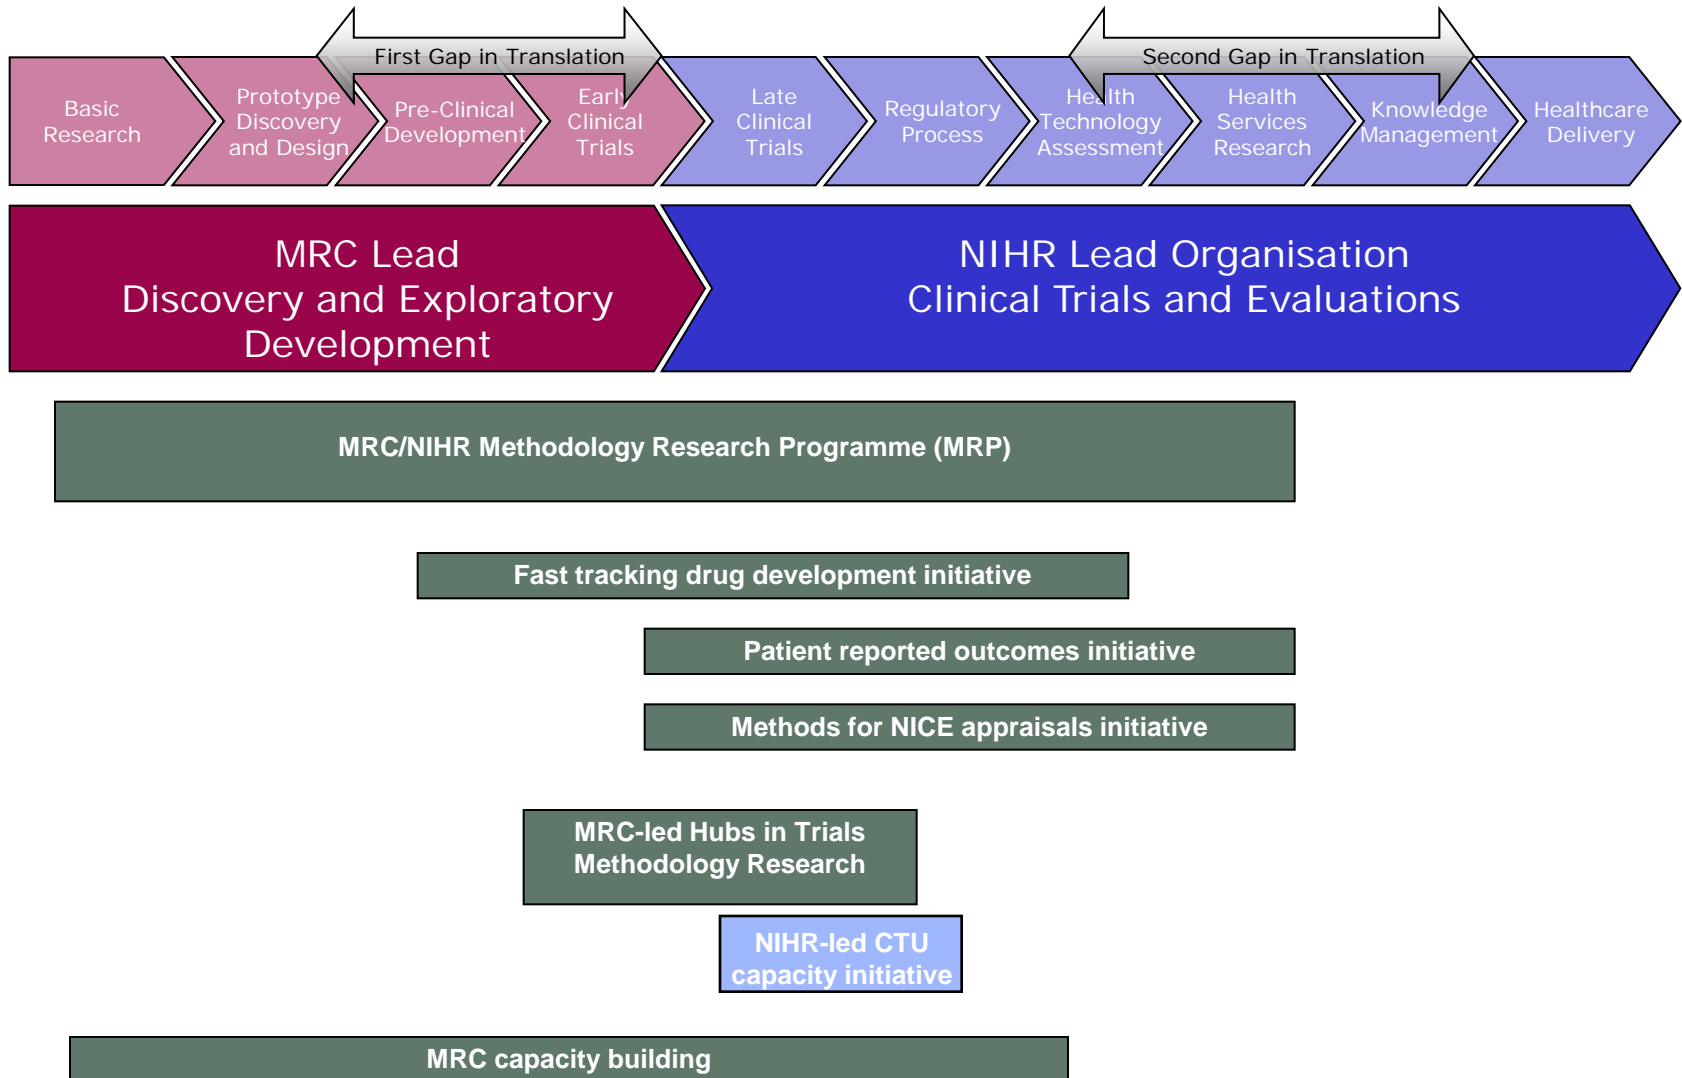 First Gap in Translation
Second Gap in Translation
Basic
Research
Prototype
Discovery
and Design
Pre-Clinical
Development
Early
Clinical
Trials
Late
Clinical
Trials
Regulatory
Process
Health
Technology
Assessment
Health
Services
Research
Knowledge
Management
Healthcare
Delivery
MRC Lead
Discovery and Exploratory
Development
NIHR Lead Organisation
Clinical Trials and Evaluations
MRC/NIHR Methodology Research Programme (MRP)
Fast tracking drug development initiative
Patient reported outcomes initiative
Methods for NICE appraisals initiative
MRC-led Hubs in Trials
Methodology Research
NIHR-led CTU
capacity initiative
MRC capacity building